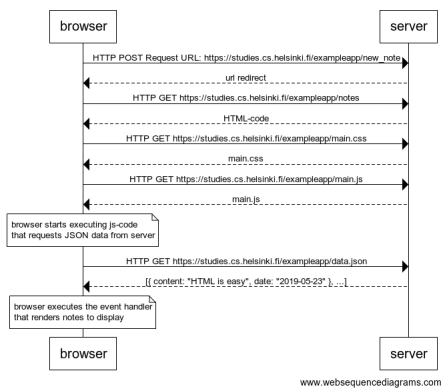 browser
server
HTTP POST Request URL: https://studies.cs.helsinki.fi/exampleapp/new_note
url redirect
HTTP GET https://studies.cs.helsinki.fi/exampleapp/notes
HTML-code
HTTP GET https://studies.cs.helsinki.fi/exampleapp/main.css
main.css
HTTP GET https://studies.cs.helsinki.fi/exampleapp/main.js
main.js
browser starts executing js-code
that requests JSON data from server
HTTP GET https://studies.cs.helsinki.fi/exampleapp/data.json
[{ content: "HTML is easy", date: "2019-05-23" }, ...]
browser executes the event handler
that renders notes to display
browser
server
www.websequencediagrams.com